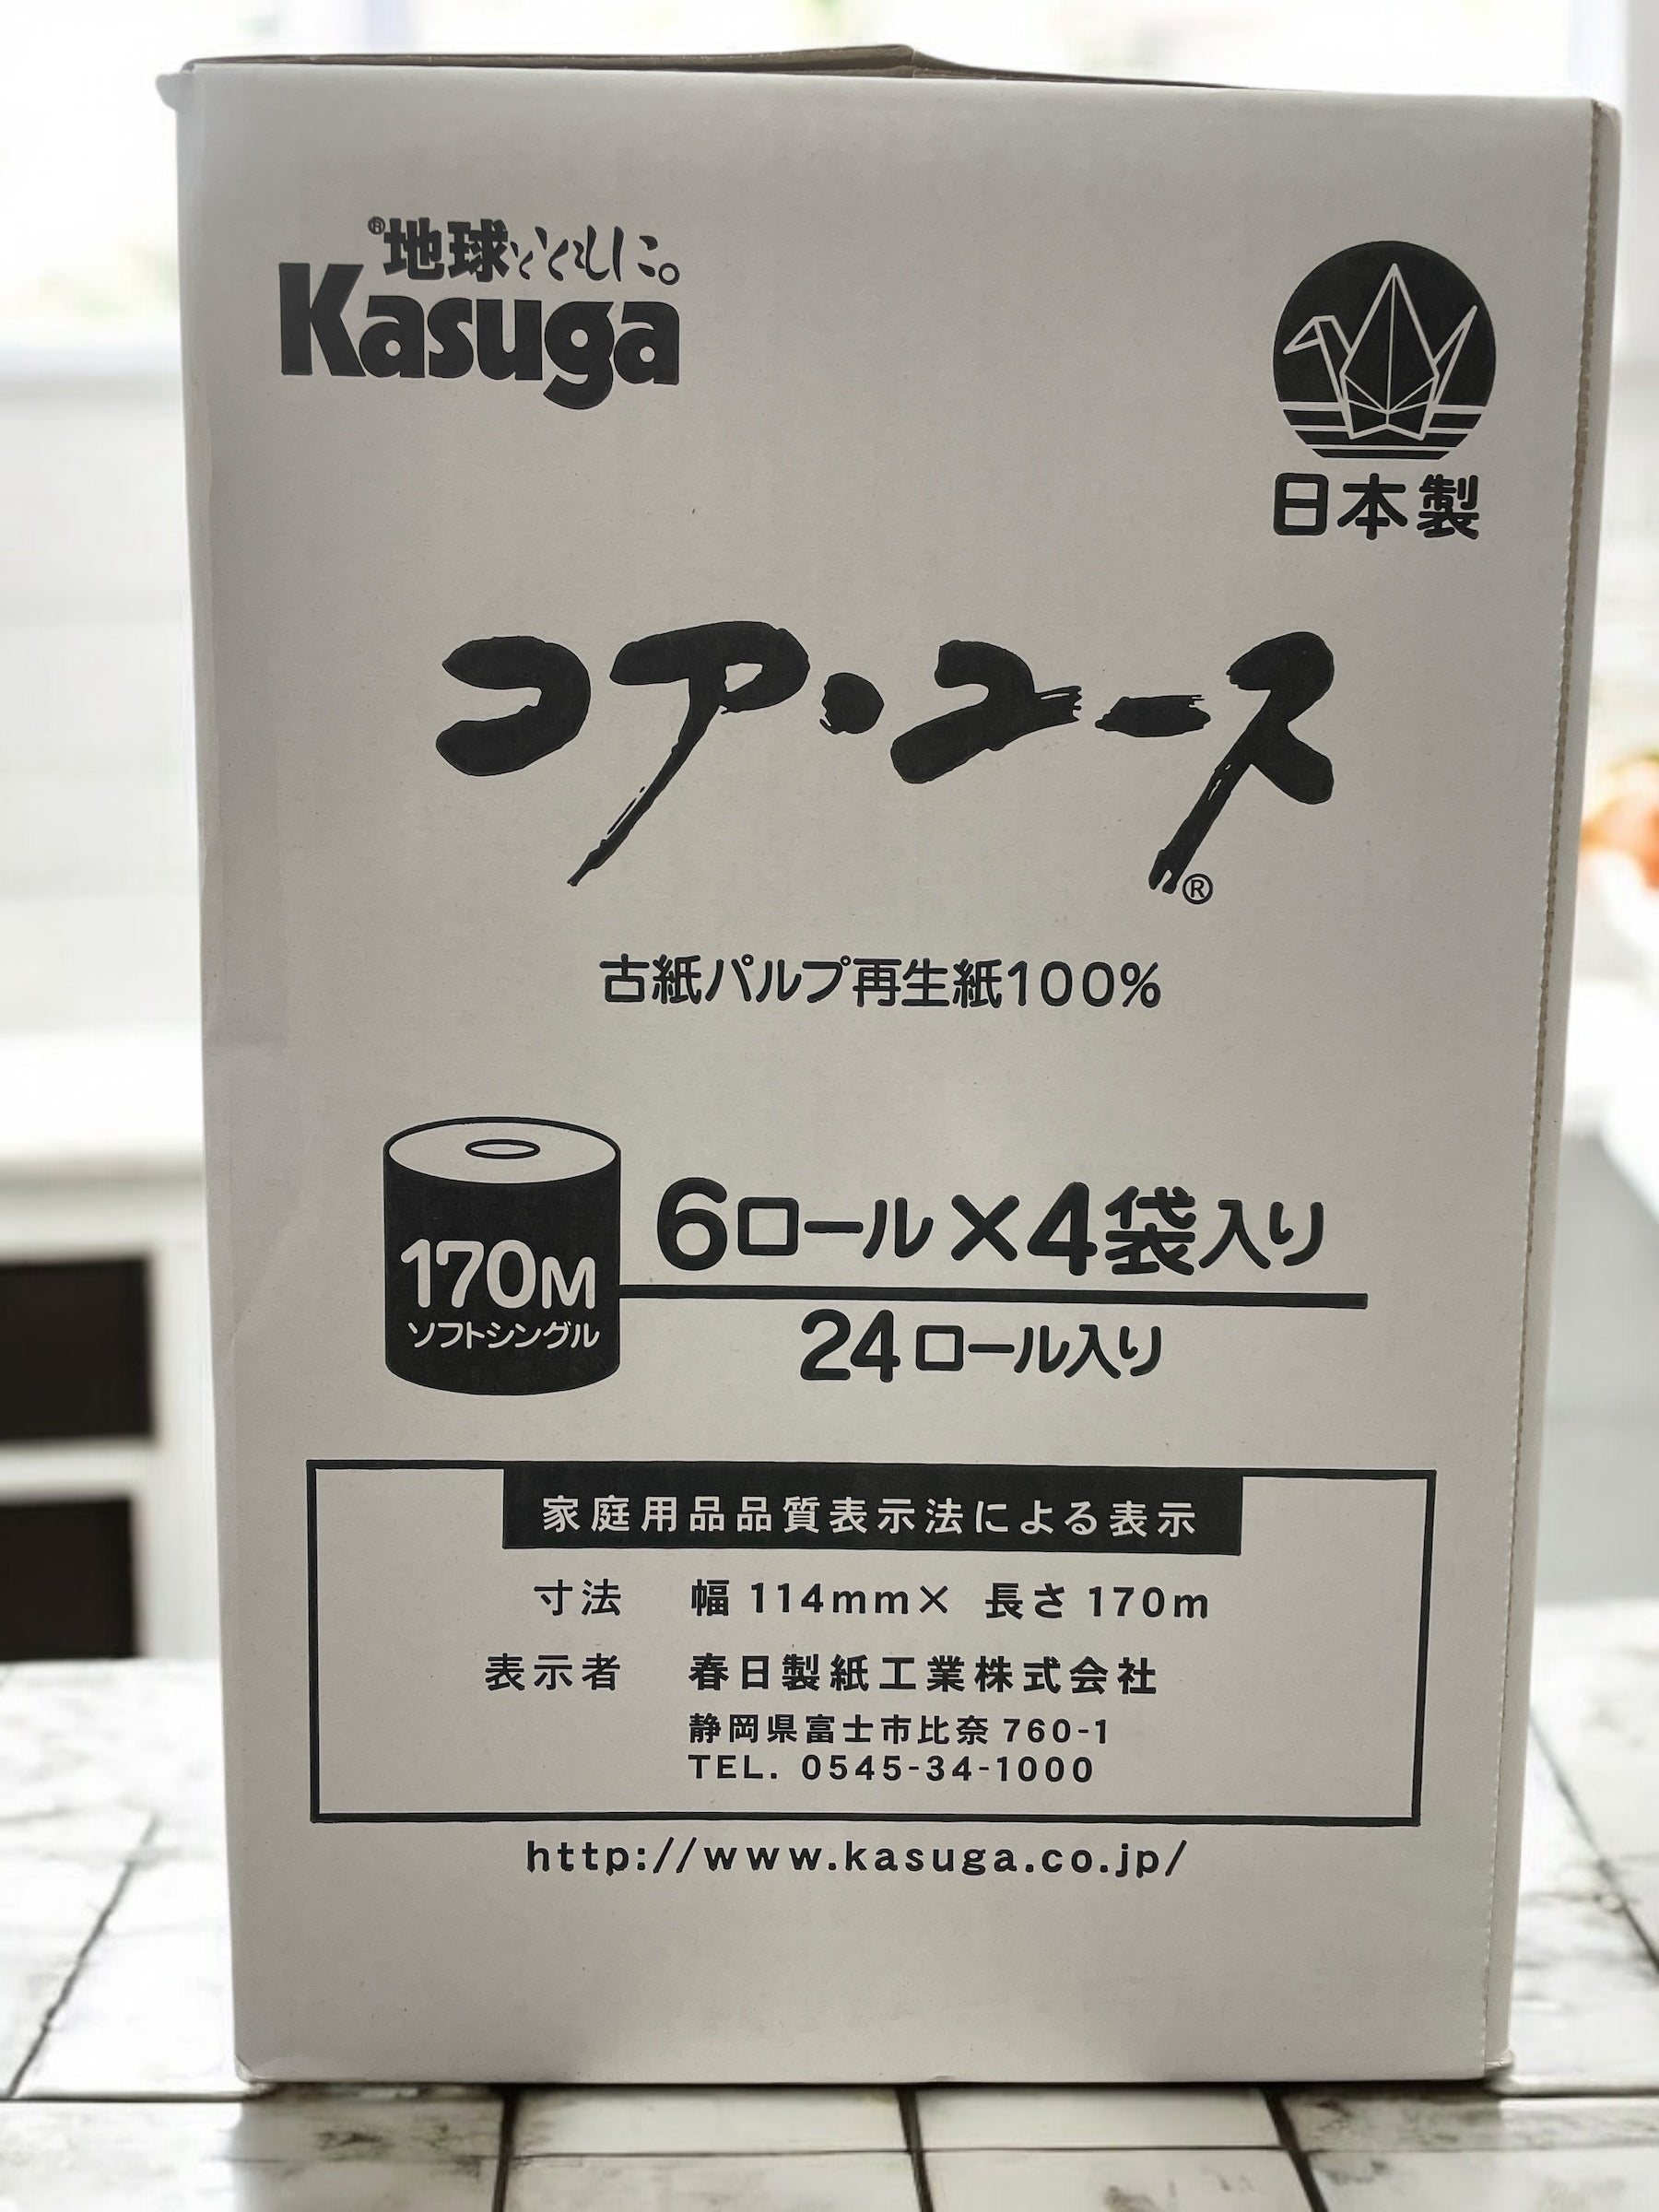 ®地球とともに。
Kasuga
日本製
コア・ユース®
古紙パルプ再生紙100%
170M
ソフトシングル
6ロール×4袋入り
24ロール入り
家庭用品品質表示法による表示
寸法 幅 114mm× 長さ 170m
表示者 春日製紙工業株式会社
静岡県富士市比奈 760-1
TEL. 0545-34-1000
http://www.kasuga.co.jp/